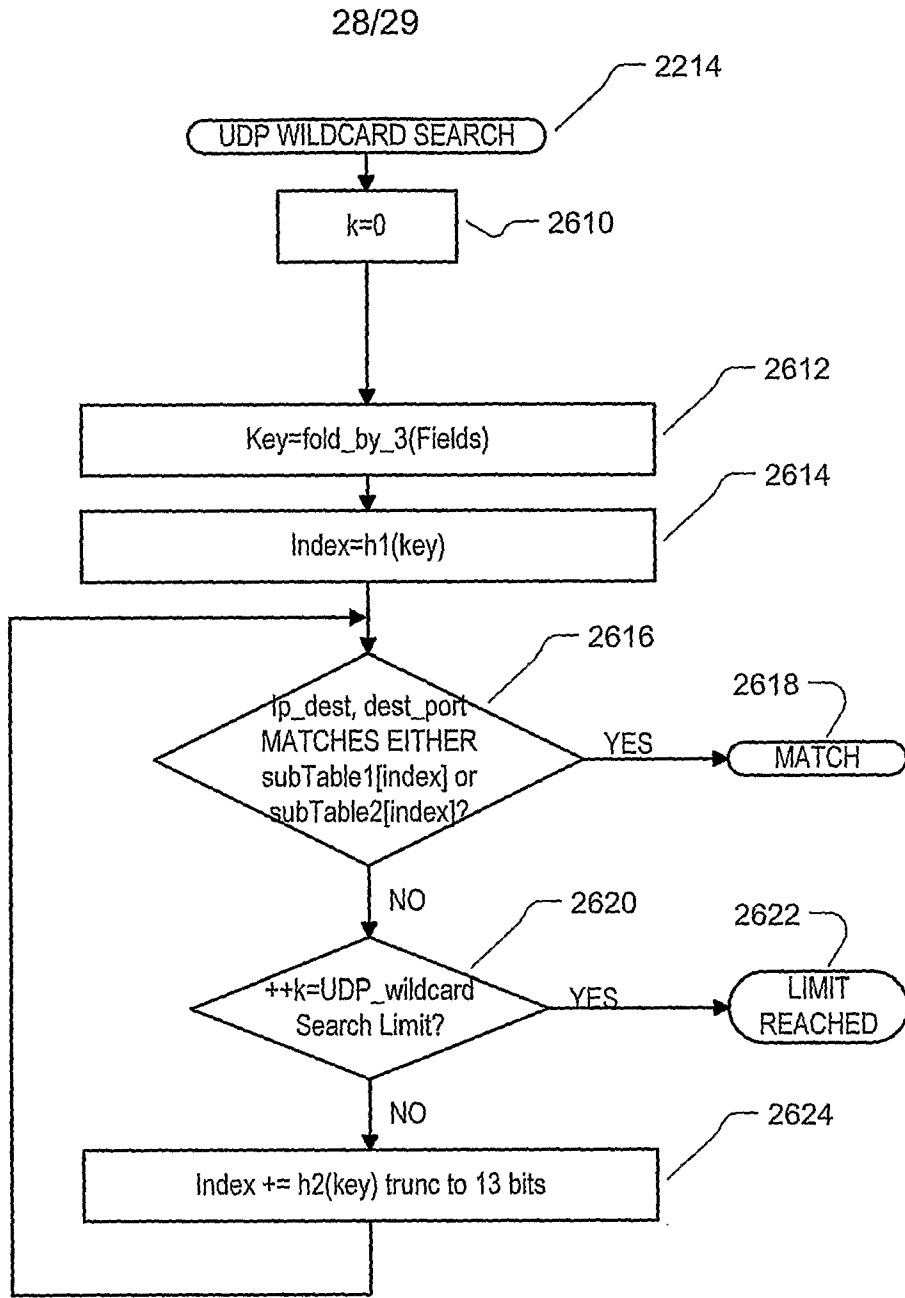 28/29
2214
UDP WILDCARD SEARCH
k=0
2610
2612
Key=fold_by_3(Fields)
2614
Index=h1(key)
2616
Ip_dest, dest_port
MATCHES EITHER
subTable1[index] or
subTable2[index]?
YES
2618
MATCH
NO
2620
++k=UDP_wildcard
Search Limit?
YES
2622
LIMIT
REACHED
NO
2624
Index += h2(key) trunc to 13 bits